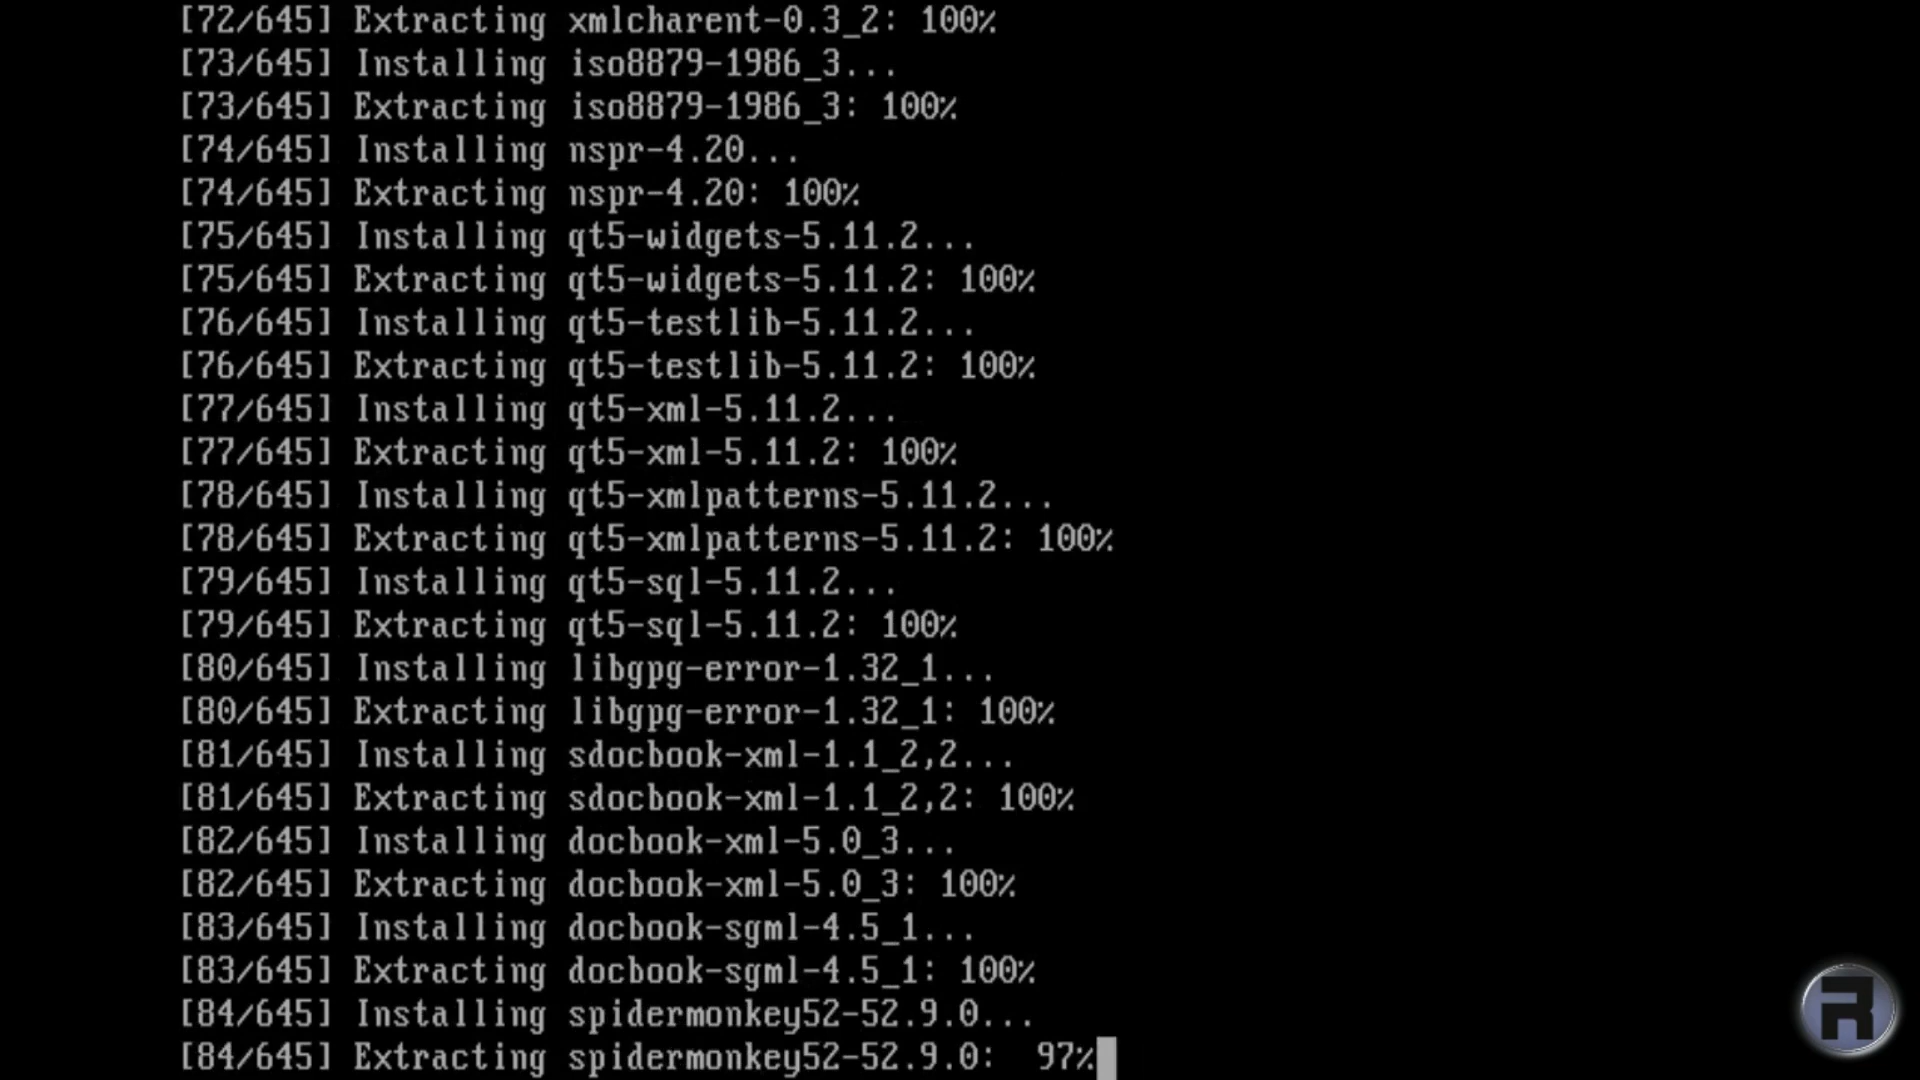 [72/645] Extracting xmlcharent-0.3_2: 100%
[73/645] Installing iso8879-1986_3...
[73/645] Extracting iso8879-1986_3: 100%
[74/645] Installing nspr-4.20...
[74/645] Extracting nspr-4.20: 100%
[75/645] Installing qt5-widgets-5.11.2...
[75/645] Extracting qt5-widgets-5.11.2: 100%
[76/645] Installing qt5-testlib-5.11.2...
[76/645] Extracting qt5-testlib-5.11.2: 100%
[77/645] Installing qt5-xml-5.11.2...
[77/645] Extracting qt5-xml-5.11.2: 100%
[78/645] Installing qt5-xmlpatterns-5.11.2...
[78/645] Extracting qt5-xmlpatterns-5.11.2: 100%
[79/645] Installing qt5-sql-5.11.2...
[79/645] Extracting qt5-sql-5.11.2: 100%
[80/645] Installing libgpg-error-1.32_1...
[80/645] Extracting libgpg-error-1.32_1: 100%
[81/645] Installing sdocbook-xml-1.1_2,2...
[81/645] Extracting sdocbook-xml-1.1_2,2: 100%
[82/645] Installing docbook-xml-5.0_3...
[82/645] Extracting docbook-xml-5.0_3: 100%
[83/645] Installing docbook-sgml-4.5_1...
[83/645] Extracting docbook-sgml-4.5_1: 100%
[84/645] Installing spidermonkey52-52.9.0...
[84/645] Extracting spidermonkey52-52.9.0:  97%
R